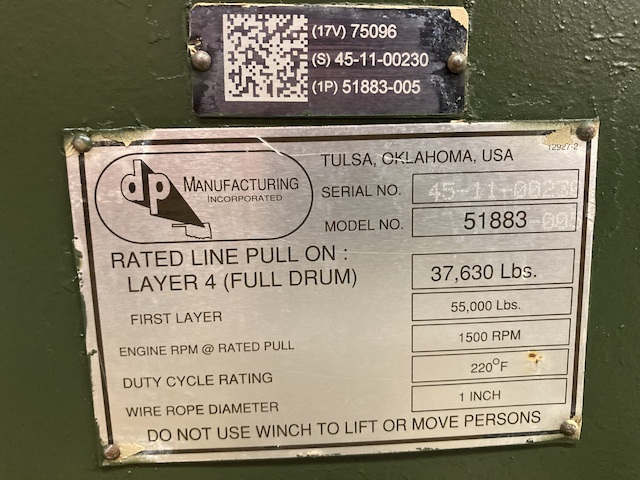 (17V) 75096
(S) 45-11-00230
(1P) 51883-005
12927-2
dp MANUFACTURING
INCORPORATED
TULSA, OKLAHOMA, USA
SERIAL NO. 45-11-00230
MODEL NO. 51883-005
RATED LINE PULL ON :
LAYER 4 (FULL DRUM) 37,630 Lbs.
FIRST LAYER 55,000 Lbs.
ENGINE RPM @ RATED PULL 1500 RPM
DUTY CYCLE RATING 220°F
WIRE ROPE DIAMETER 1 INCH
DO NOT USE WINCH TO LIFT OR MOVE PERSONS